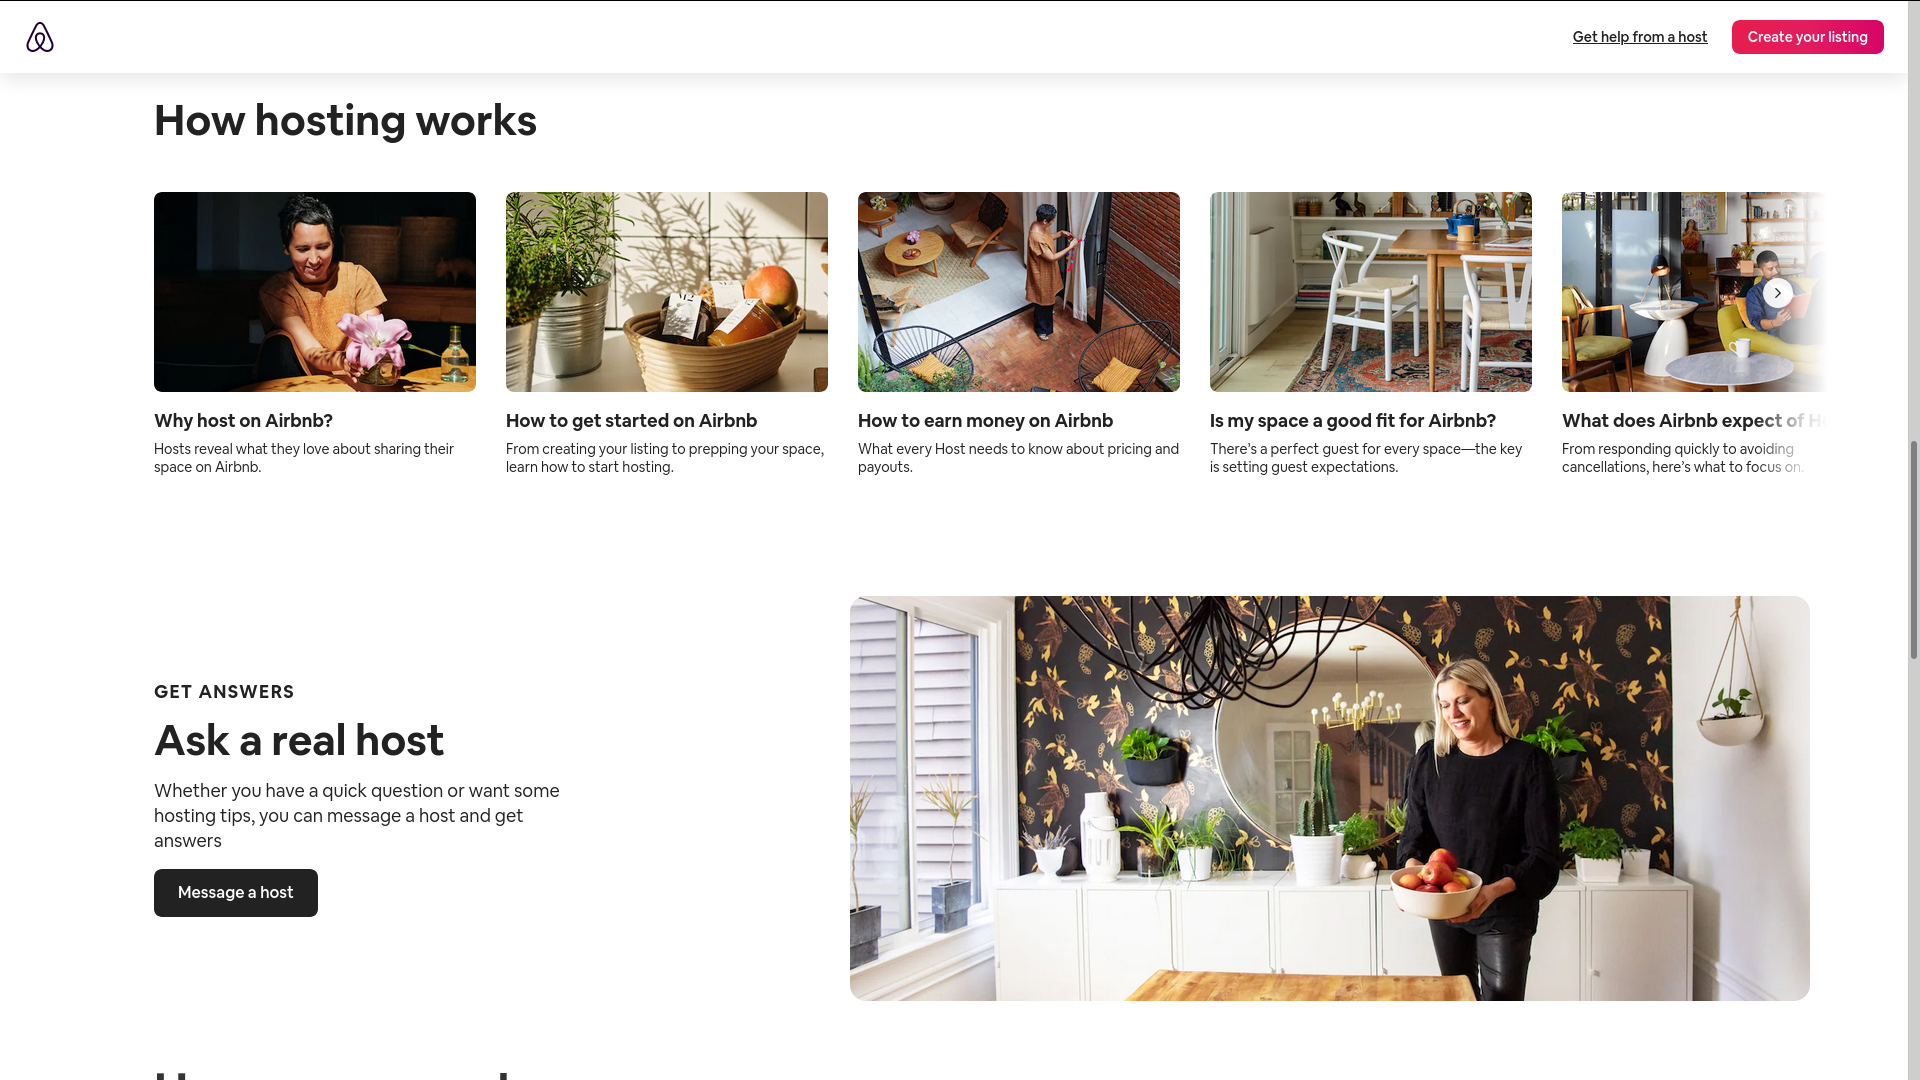 Get help from a host
Create your listing
How hosting works
Why host on Airbnb?
Hosts reveal what they love about sharing their
space on Airbnb.
How to get started on Airbnb
From creating your listing to prepping your space,
learn how to start hosting.
How to earn money on Airbnb
What every Host needs to know about pricing and
payouts.
Is my space a good fit for Airbnb?
There’s a perfect guest for every space—the key
is setting guest expectations.
What does Airbnb expect of
From responding quickly to avoiding
cancellations, here’s what to focus on.
GET ANSWERS
Ask a real host
Whether you have a quick question or want some
hosting tips, you can message a host and get
answers
Message a host